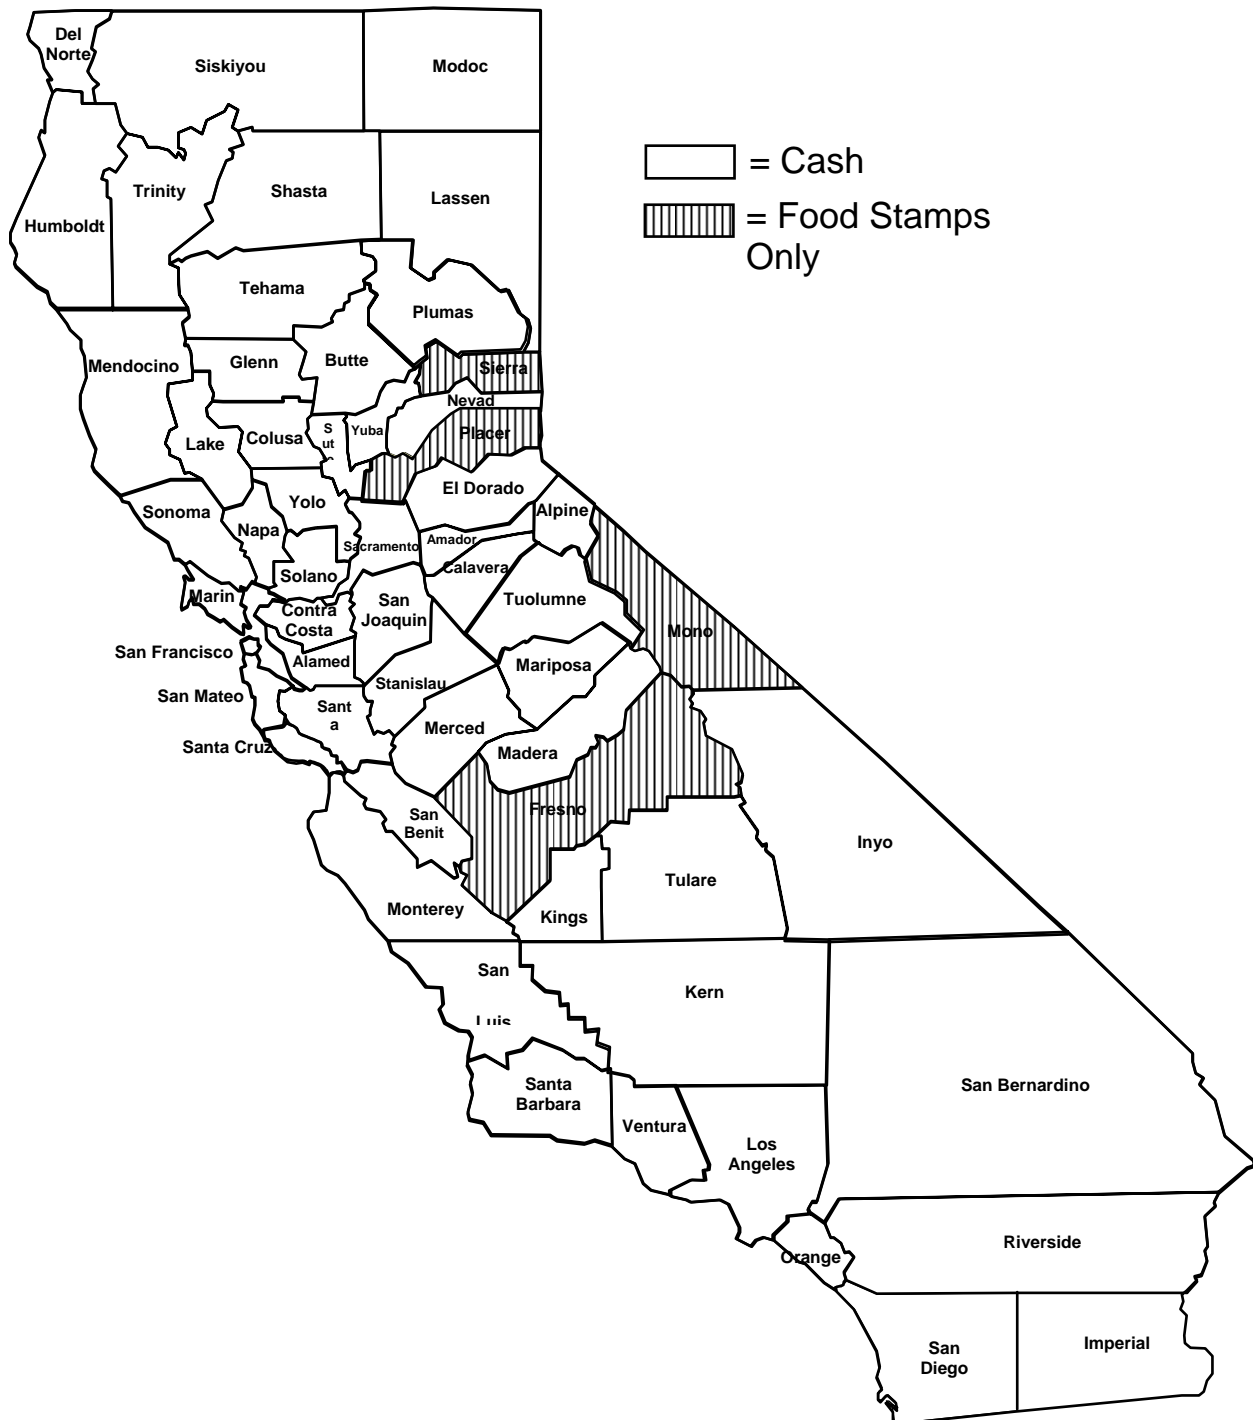 Del
Norte
Siskiyou
Modoc
= Cash
= Food Stamps
Only
Trinity
Shasta
Lassen
Humboldt
Tehama
Plumas
Mendocino
Glenn
Butte
Sierra
Nevad
Placer
Lake
Colusa
S
ut
Yuba
El Dorado
Sonoma
Yolo
Napa
Alpine
Sacramento
Amador
Calavera
Solano
Marin
Contra
Costa
San
Joaquin
Tuolumne
Mono
San Francisco
Alamed
Mariposa
San Mateo
Stanislau
Sant
a
Merced
Santa Cruz
Madera
Fresno
San
Benit
Inyo
Tulare
Monterey
Kings
San
Luis
Kern
Santa
Barbara
San Bernardino
Ventura
Los
Angeles
Orange
Riverside
San
Diego
Imperial